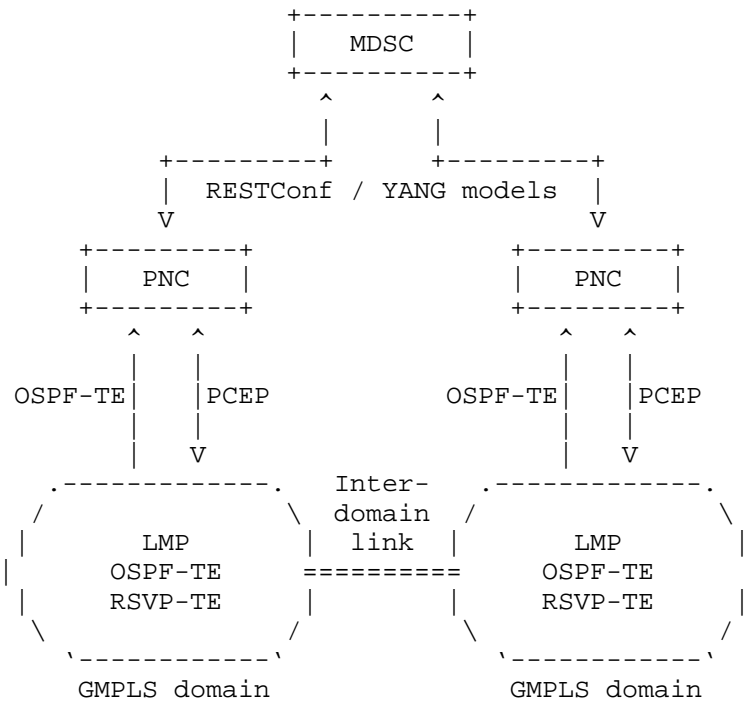 MDSC
RESTConf / YANG models
PNC PNC
OSPF-TE PCEP OSPF-TE PCEP
Inter-
domain
LMP link LMP
OSPF-TE OSPF-TE
RSVP-TE RSVP-TE
GMPLS domain GMPLS domain